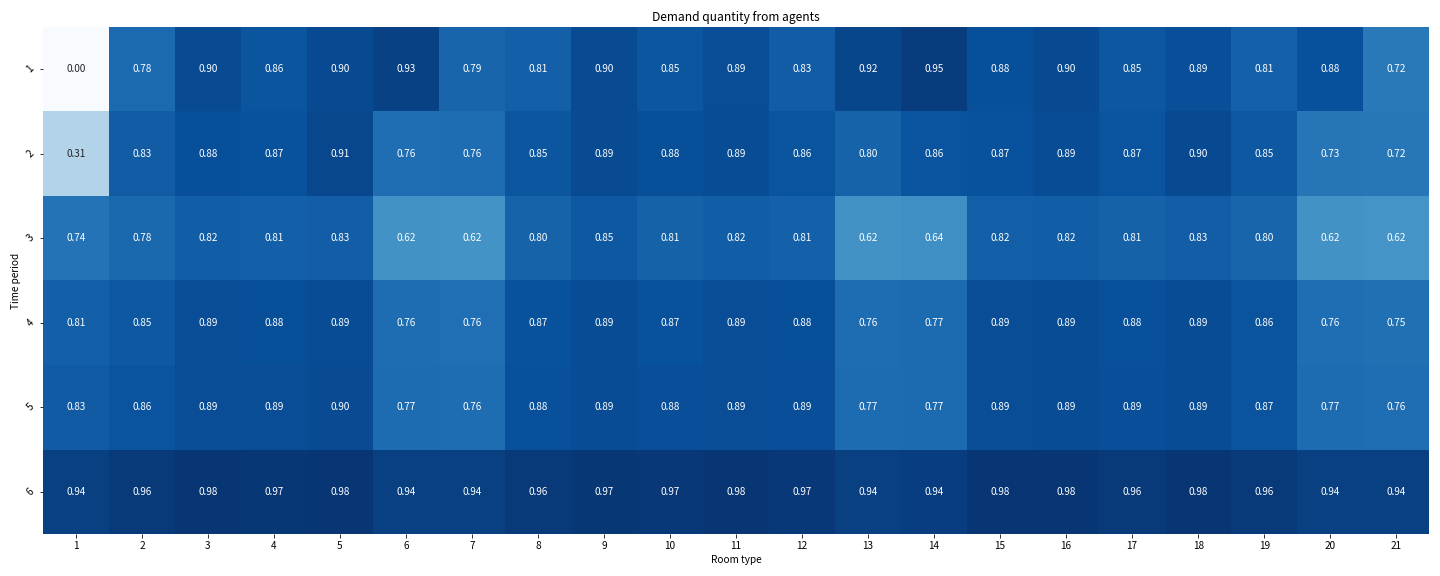 Demand quantity from agents
Time period
1 0.00 0.78 0.90 0.86 0.90 0.93 0.79 0.81 0.90 0.85 0.89 0.83 0.92 0.95 0.88 0.90 0.85 0.89 0.81 0.88 0.72
2 0.31 0.83 0.88 0.87 0.91 0.76 0.76 0.85 0.89 0.88 0.89 0.86 0.80 0.86 0.87 0.89 0.87 0.90 0.85 0.73 0.72
3 0.74 0.78 0.82 0.81 0.83 0.62 0.62 0.80 0.85 0.81 0.82 0.81 0.62 0.64 0.82 0.82 0.81 0.83 0.80 0.62 0.62
4 0.81 0.85 0.89 0.88 0.89 0.76 0.76 0.87 0.89 0.87 0.89 0.88 0.76 0.77 0.89 0.89 0.88 0.89 0.86 0.76 0.75
5 0.83 0.86 0.89 0.89 0.90 0.77 0.76 0.88 0.89 0.88 0.89 0.89 0.77 0.77 0.89 0.89 0.89 0.89 0.87 0.77 0.76
6 0.94 0.96 0.98 0.97 0.98 0.94 0.94 0.96 0.97 0.97 0.98 0.97 0.94 0.94 0.98 0.98 0.96 0.98 0.96 0.94 0.94
1 2 3 4 5 6 7 8 9 10 11 12 13 14 15 16 17 18 19 20 21
Room type